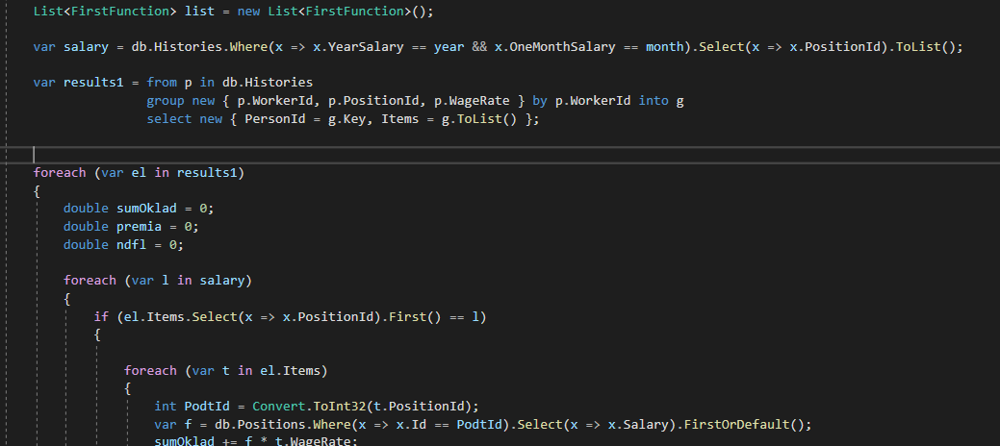 List<FirstFunction> list = new List<FirstFunction>();
var salary = db.Histories.Where(x => x.YearSalary == year && x.OneMonthSalary == month).Select(x => x.PositionId).ToList();
var results1 = from p in db.Histories
group new { p.WorkerId, p.PositionId, p.WageRate } by p.WorkerId into g
select new { PersonId = g.Key, Items = g.ToList() };
foreach (var el in results1)
{
double sumOklad = 0;
double premia = 0;
double ndfl = 0;
foreach (var l in salary)
{
if (el.Items.Select(x => x.PositionId).First() == l)
{
foreach (var t in el.Items)
{
int PodtId = Convert.ToInt32(t.PositionId);
var f = db.Positions.Where(x => x.Id == PodtId).Select(x => x.Salary).FirstOrDefault();
sumOklad += f * t.WageRate;